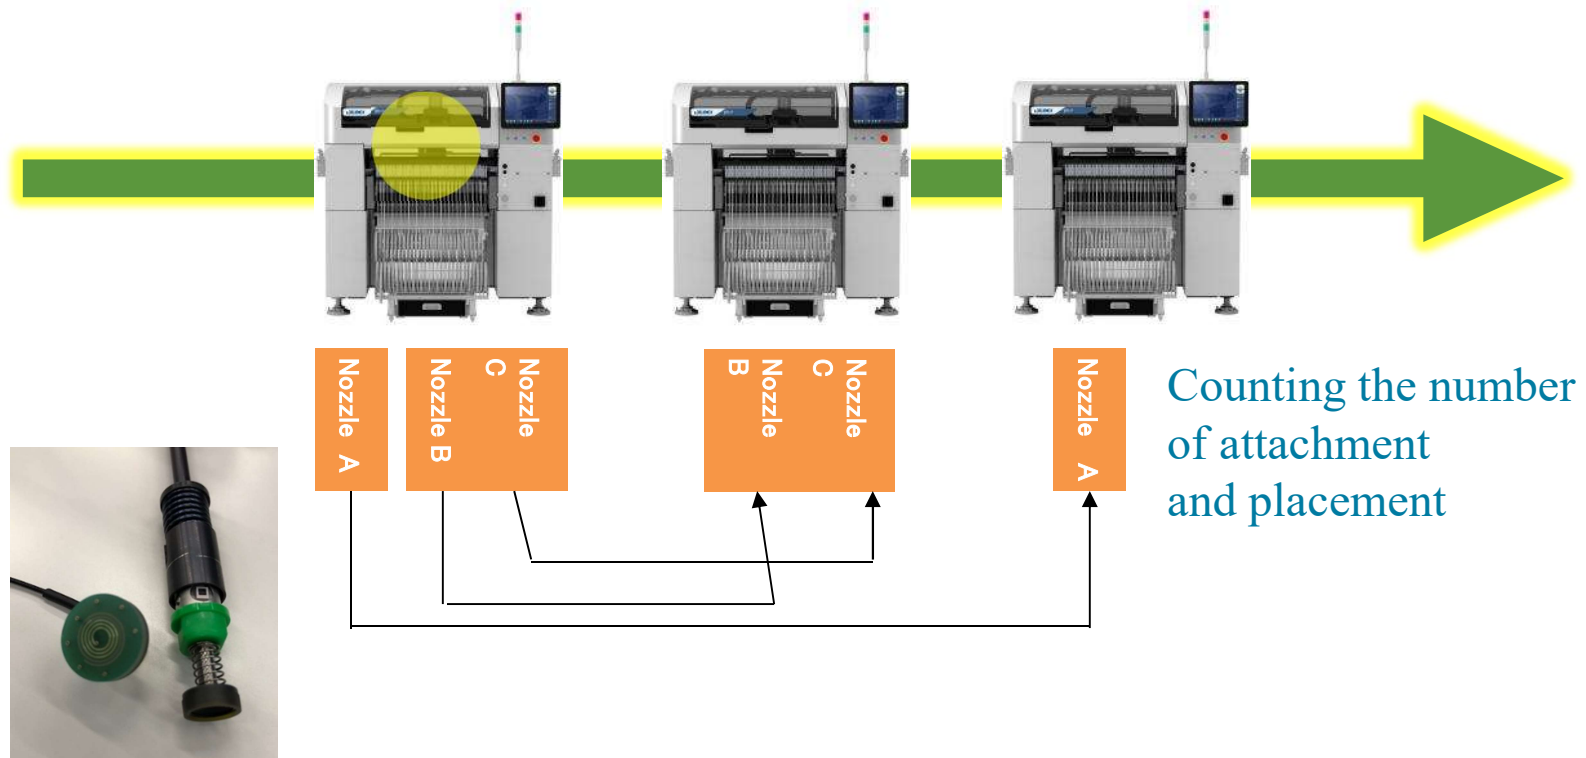 Nozzle A
Nozzle B
Nozzle
C
Nozzle
B
Nozzle
C
Nozzle A
Counting the number
of attachment
and placement